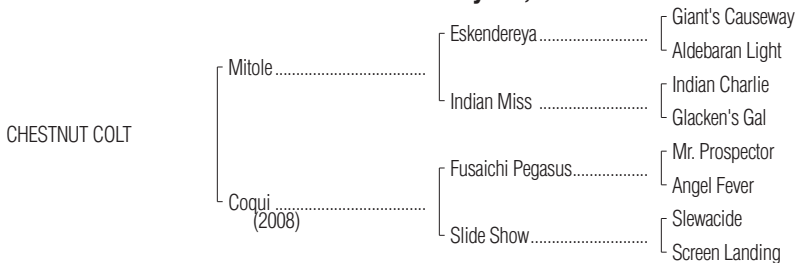 Giant's Causeway
Eskendereya
Aldebaran Light
Mitole
Indian Charlie
Indian Miss
Glacken's Gal
CHESTNUT COLT
Mr. Prospector
Fusaichi Pegasus
Angel Fever
Coqui
(2008)
Slewacide
Slide Show
Screen Landing